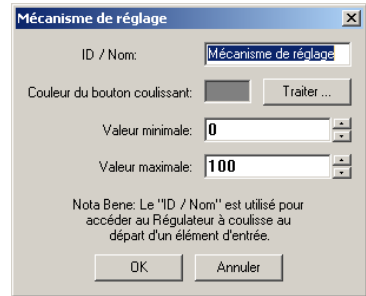 Mécanisme de réglage
ID / Nom: Mécanisme de réglage
Couleur du bouton coulissant: Traiter ...
Valeur minimale: 0
Valeur maximale: 100
Nota Bene: Le "ID / Nom" est utilisé pour
accéder au Régulateur à coulisse au
départ d'un élément d'entrée.
OK Annuler